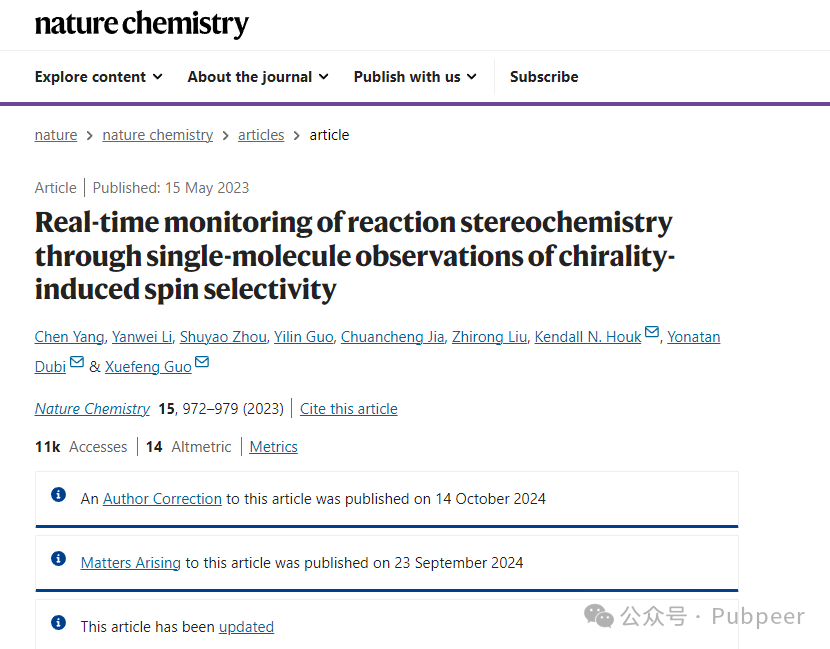 nature chemistry
Explore content About the journal Publish with us Subscribe
nature > nature chemistry > articles > article
Article | Published: 15 May 2023
Real-time monitoring of reaction stereochemistry
through single-molecule observations of chirality-
induced spin selectivity
Chen Yang, Yanwei Li, Shuyao Zhou, Yilin Guo, Chuancheng Jia, Zhirong Liu, Kendall N. Houk, Yonatan
Dubi & Xuefeng Guo
Nature Chemistry 15, 972–979 (2023) | Cite this article
11k Accesses | 14 Altmetric | Metrics
An Author Correction to this article was published on 14 October 2024
Matters Arising to this article was published on 23 September 2024
This article has been updated
公众号 · Pubpeer